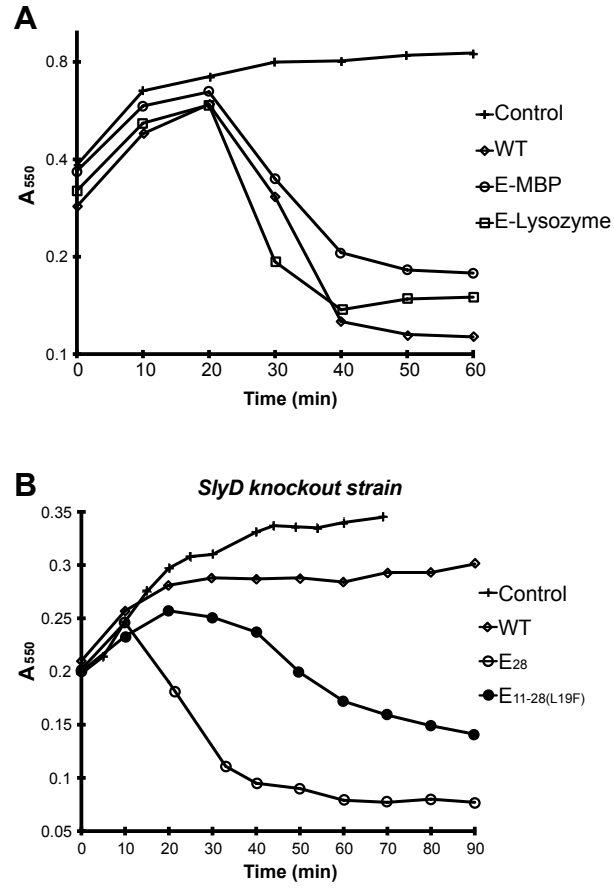 A
0.8
0.4
0.2
0.1
A550
0 10 20 30 40 50 60
Time (min)
Control
WT
E-MBP
E-Lysozyme
B
SlyD knockout strain
0.35
0.3
0.25
0.2
0.15
0.1
0.05
A550
0 10 20 30 40 50 60 70 80 90
Time (min)
Control
WT
E28
E11-28(L19F)